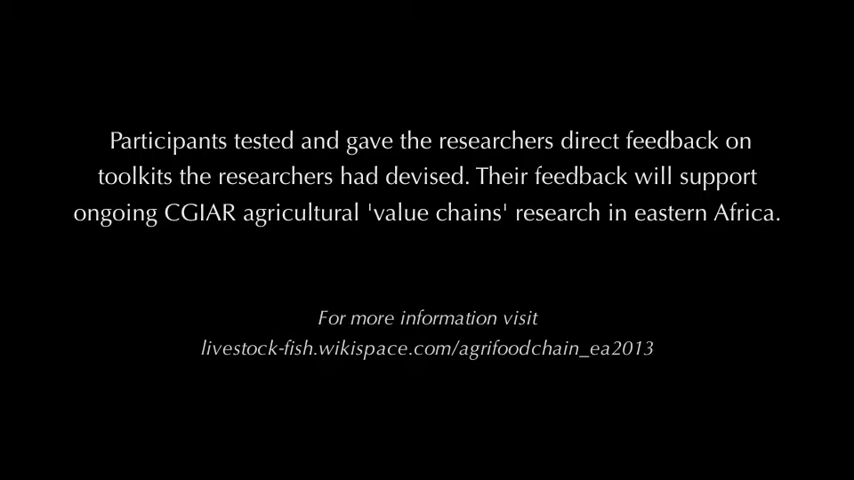 Participants tested and gave the researchers direct feedback on
toolkits the researchers had devised. Their feedback will support
ongoing CGIAR agricultural 'value chains' research in eastern Africa.
For more information visit
livestock-fish.wikispace.com/agrifoodchain_ea2013